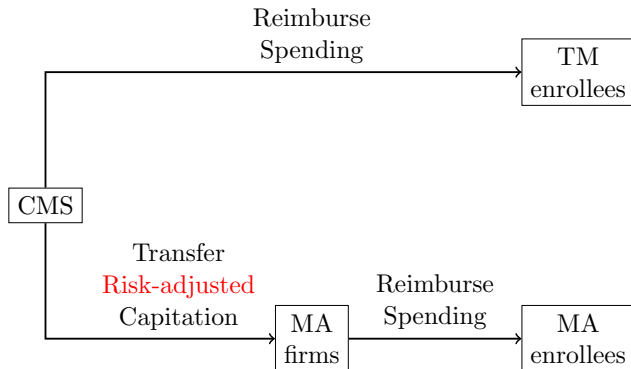 Reimburse
Spending
TM
enrollees
CMS
Transfer
Risk-adjusted
Capitation
MA
firms
Reimburse
Spending
MA
enrollees